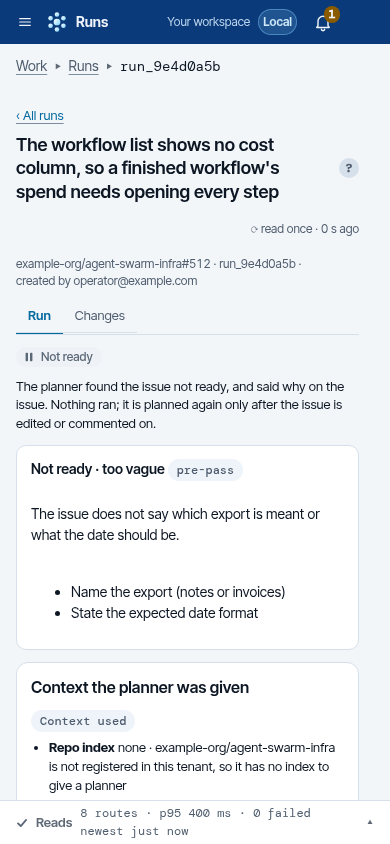 Runs
Your workspace
Local
1
Work ▸ Runs ▸ run_9e4d0a5b
‹ All runs
The workflow list shows no cost
column, so a finished workflow's
spend needs opening every step
?
⟳ read once · 0 s ago
example-org/agent-swarm-infra#512 · run_9e4d0a5b ·
created by operator@example.com
Run
Changes
Not ready
The planner found the issue not ready, and said why on the
issue. Nothing ran; it is planned again only after the issue is
edited or commented on.
Not ready · too vague pre-pass
The issue does not say which export is meant or
what the date should be.
• Name the export (notes or invoices)
• State the expected date format
Context the planner was given
Context used
• Repo index none · example-org/agent-swarm-infra
is not registered in this tenant, so it has no index to
give a planner
Reads
8 routes · p95 400 ms · 0 failed
newest just now